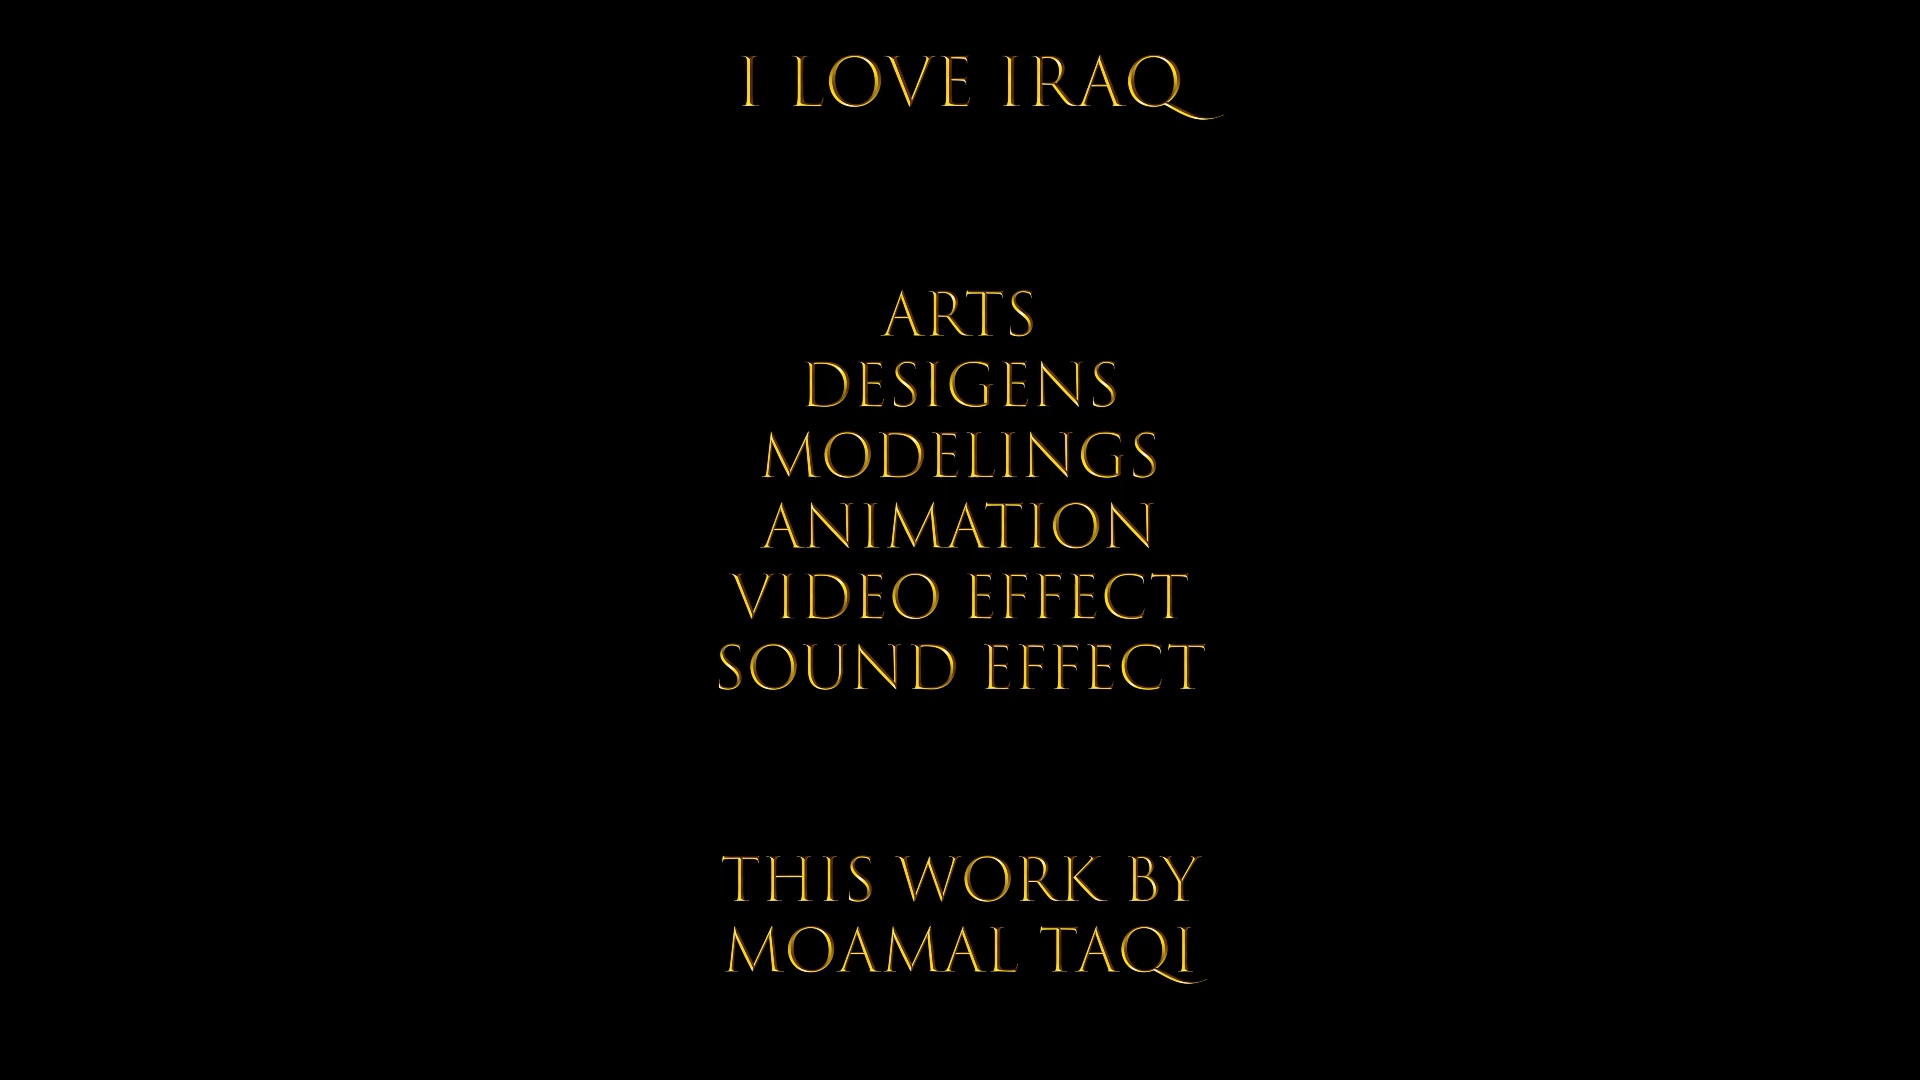 I LOVE IRAQ
ARTS
DESIGENS
MODELINGS
ANIMATION
VIDEO EFFECT
SOUND EFFECT
THIS WORK BY
MOAMAL TAQI